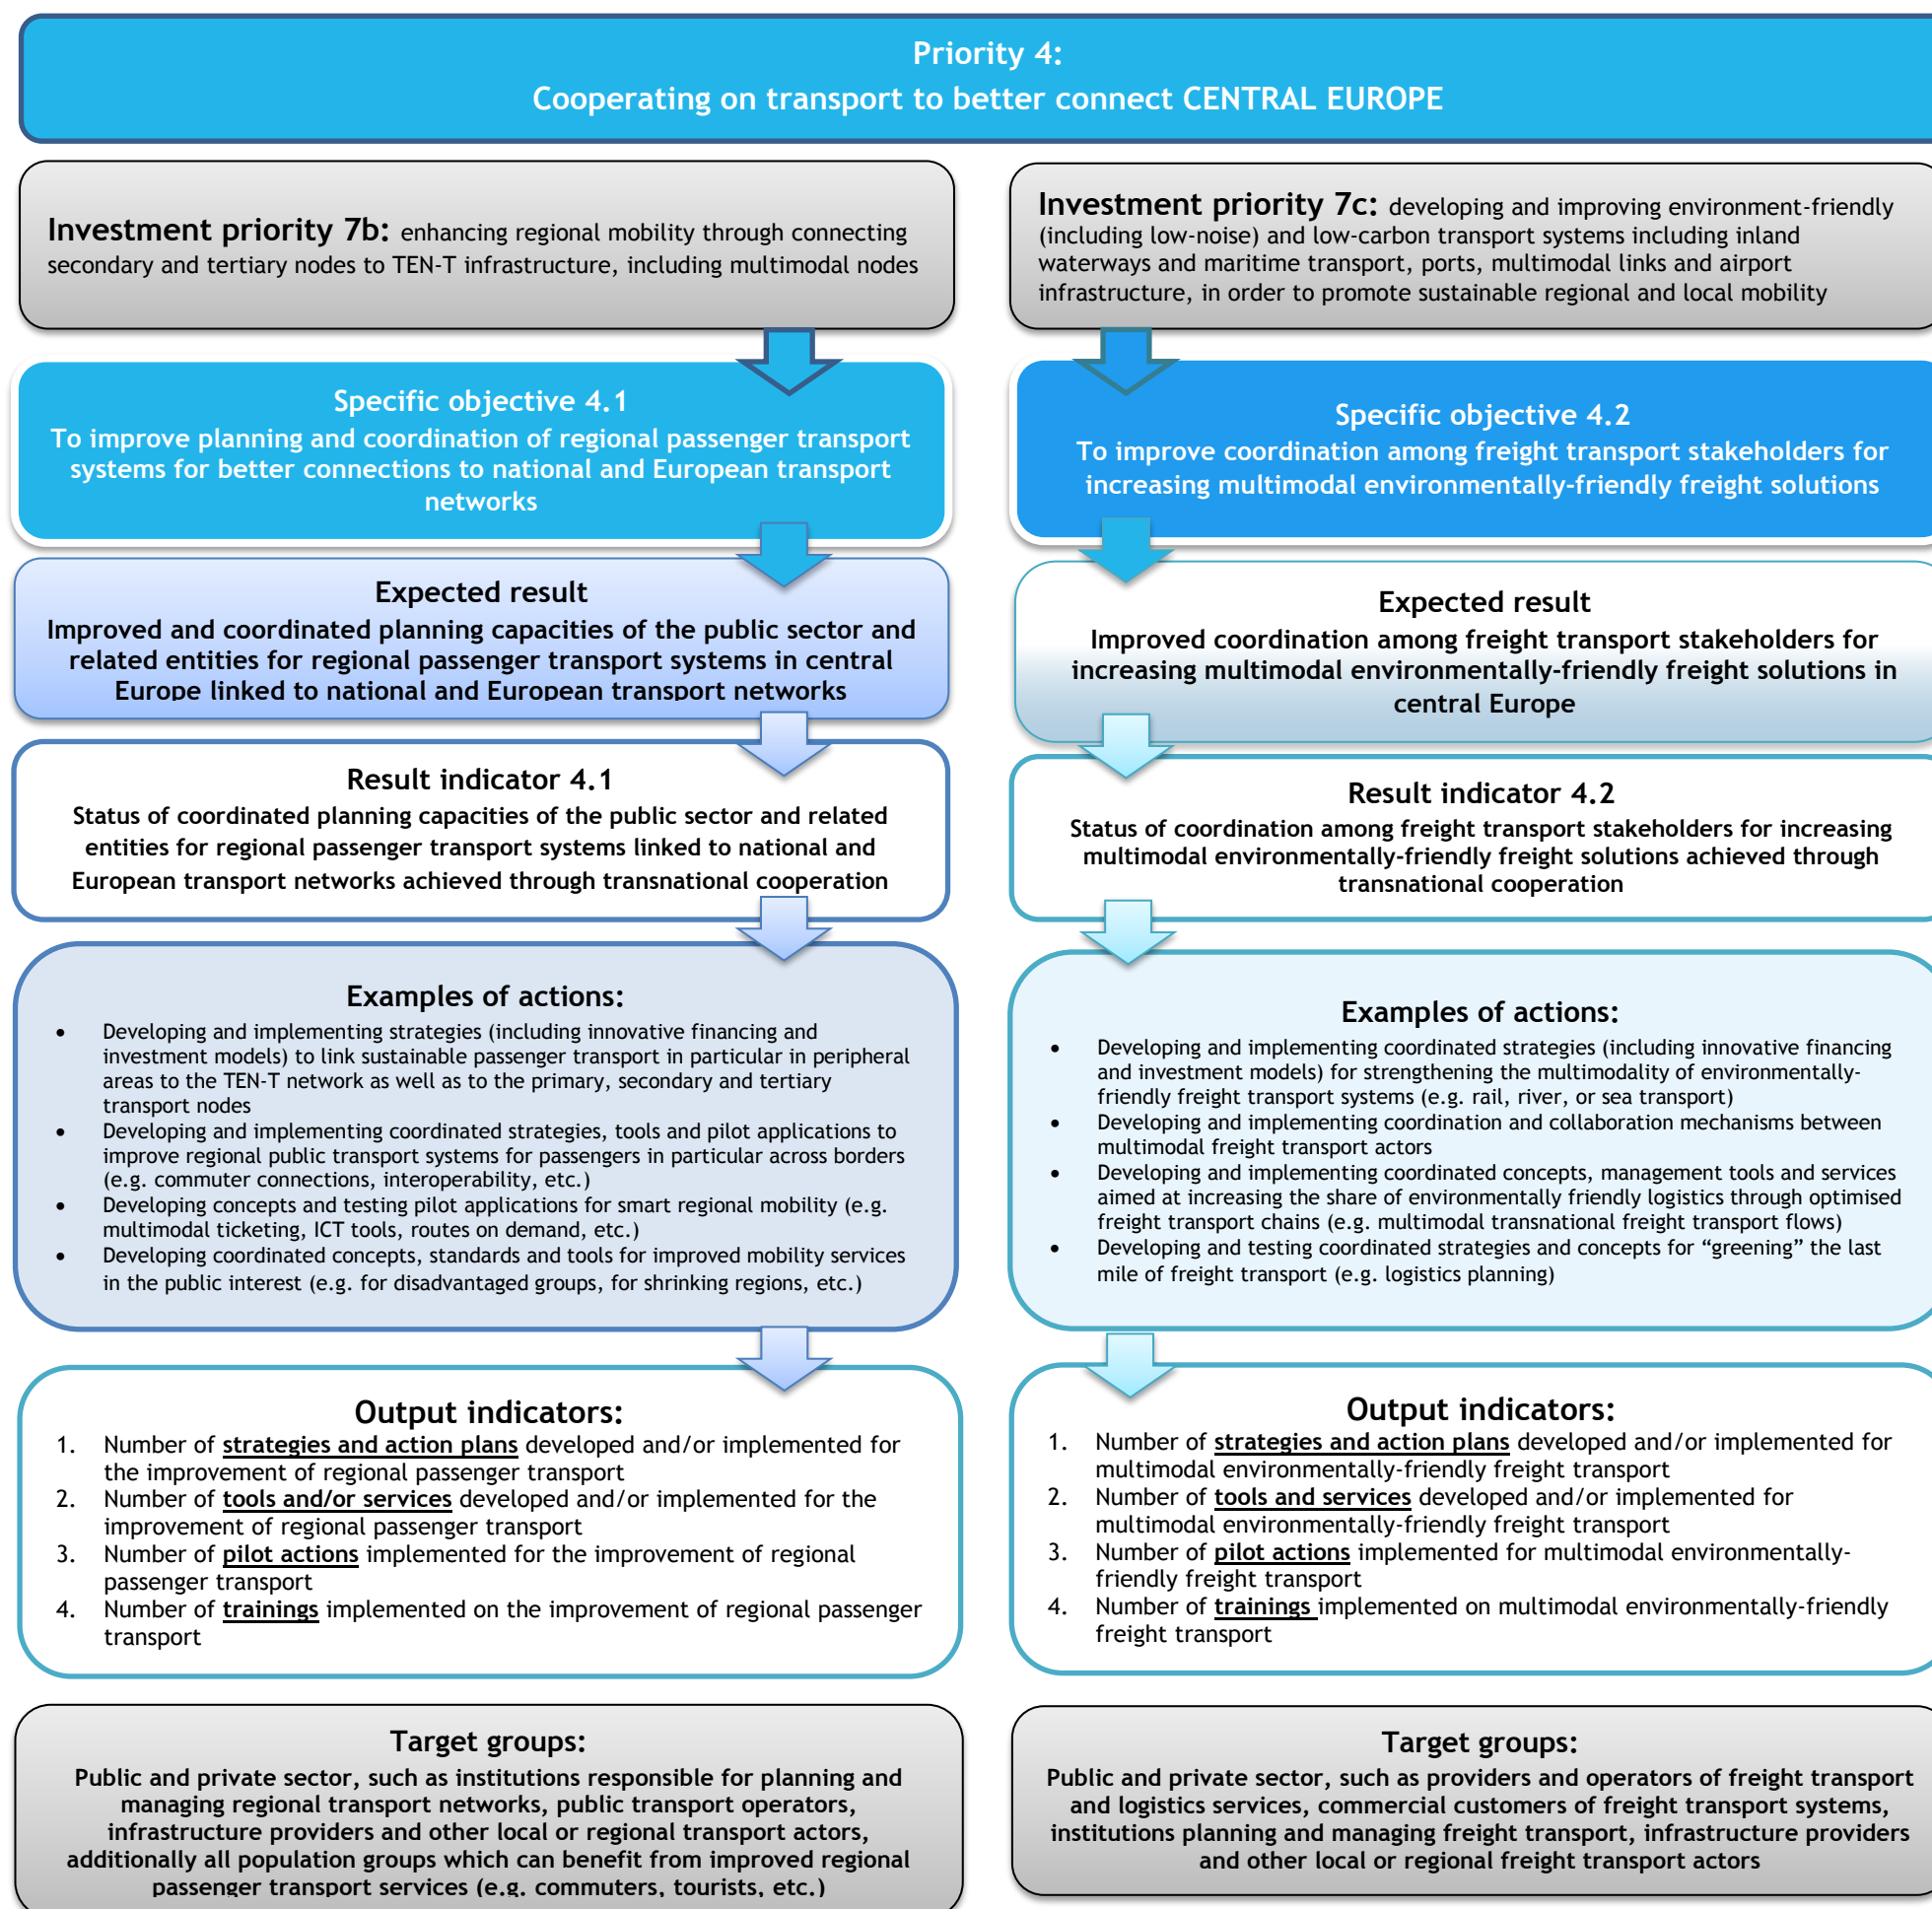 Priority 4:
Cooperating on transport to better connect CENTRAL EUROPE
Investment priority 7b: enhancing regional mobility through connecting
secondary and tertiary nodes to TEN-T infrastructure, including multimodal nodes
Specific objective 4.1
To improve planning and coordination of regional passenger transport
systems for better connections to national and European transport
networks
Expected result
Improved and coordinated planning capacities of the public sector and
related entities for regional passenger transport systems in central
Europe linked to national and European transport networks
Result indicator 4.1
Status of coordinated planning capacities of the public sector and related
entities for regional passenger transport systems linked to national and
European transport networks achieved through transnational cooperation
Examples of actions:
• Developing and implementing strategies (including innovative financing and
investment models) to link sustainable passenger transport in particular in peripheral
areas to the TEN-T network as well as to the primary, secondary and tertiary
transport nodes
• Developing and implementing coordinated strategies, tools and pilot applications to
improve regional public transport systems for passengers in particular across borders
(e.g. commuter connections, interoperability, etc.)
• Developing concepts and testing pilot applications for smart regional mobility (e.g.
multimodal ticketing, ICT tools, routes on demand, etc.)
• Developing coordinated concepts, standards and tools for improved mobility services
in the public interest (e.g. for disadvantaged groups, for shrinking regions, etc.)
Output indicators:
1. Number of strategies and action plans developed and/or implemented for
the improvement of regional passenger transport
2. Number of tools and/or services developed and/or implemented for the
improvement of regional passenger transport
3. Number of pilot actions implemented for the improvement of regional
passenger transport
4. Number of trainings implemented on the improvement of regional passenger
transport
Target groups:
Public and private sector, such as institutions responsible for planning and
managing regional transport networks, public transport operators,
infrastructure providers and other local or regional transport actors,
additionally all population groups which can benefit from improved regional
passenger transport services (e.g. commuters, tourists, etc.)
Investment priority 7c: developing and improving environment-friendly
(including low-noise) and low-carbon transport systems including inland
waterways and maritime transport, ports, multimodal links and airport
infrastructure, in order to promote sustainable regional and local mobility
Specific objective 4.2
To improve coordination among freight transport stakeholders for
increasing multimodal environmentally-friendly freight solutions
Expected result
Improved coordination among freight transport stakeholders for
increasing multimodal environmentally-friendly freight solutions in
central Europe
Result indicator 4.2
Status of coordination among freight transport stakeholders for increasing
multimodal environmentally-friendly freight solutions achieved through
transnational cooperation
Examples of actions:
• Developing and implementing coordinated strategies (including innovative financing
and investment models) for strengthening the multimodality of environmentally-
friendly freight transport systems (e.g. rail, river, or sea transport)
• Developing and implementing coordination and collaboration mechanisms between
multimodal freight transport actors
• Developing and implementing coordinated concepts, management tools and services
aimed at increasing the share of environmentally friendly logistics through optimised
freight transport chains (e.g. multimodal transnational freight transport flows)
• Developing and testing coordinated strategies and concepts for “greening” the last
mile of freight transport (e.g. logistics planning)
Output indicators:
1. Number of strategies and action plans developed and/or implemented for
multimodal environmentally-friendly freight transport
2. Number of tools and services developed and/or implemented for
multimodal environmentally-friendly freight transport
3. Number of pilot actions implemented for multimodal environmentally-
friendly freight transport
4. Number of trainings implemented on multimodal environmentally-friendly
freight transport
Target groups:
Public and private sector, such as providers and operators of freight transport
and logistics services, commercial customers of freight transport systems,
institutions planning and managing freight transport, infrastructure providers
and other local or regional freight transport actors